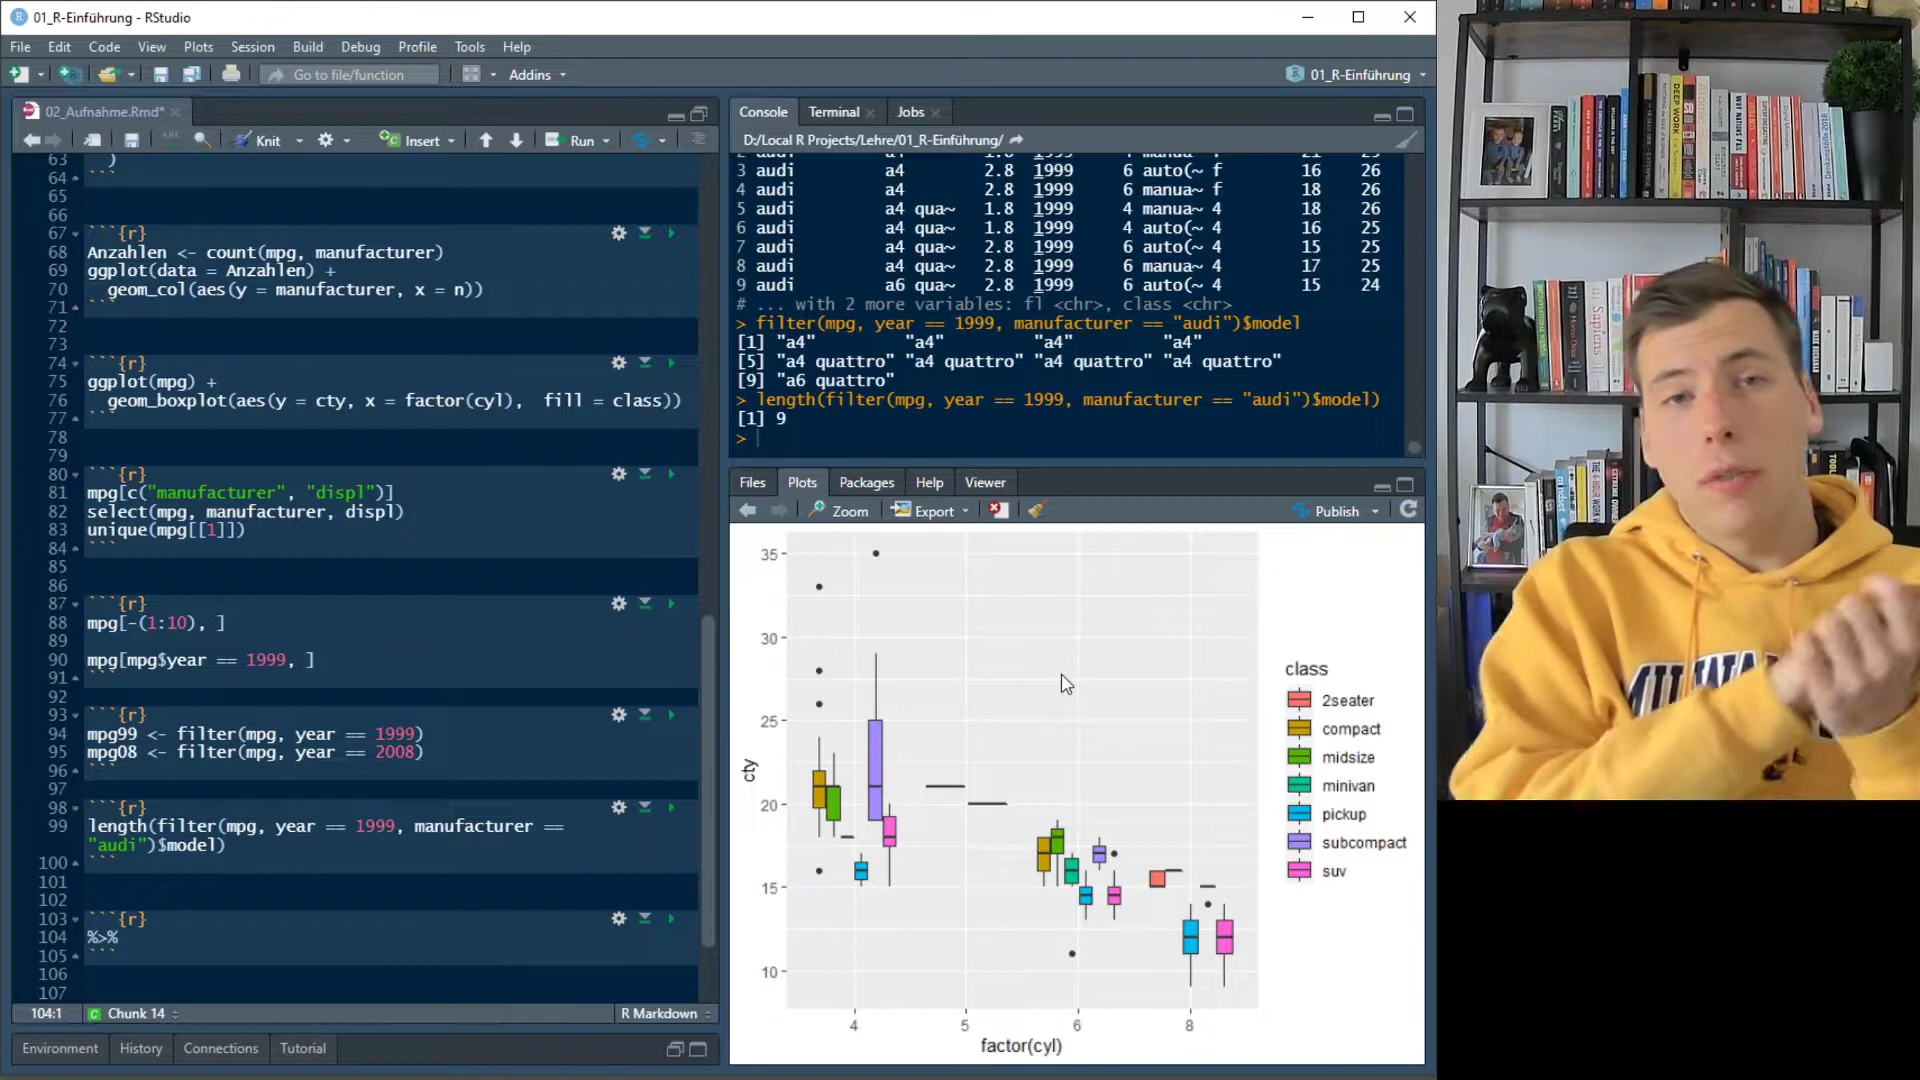 01_R-Einführung - RStudio
File Edit Code View Plots Session Build Debug Profile Tools Help
Go to file/function Addins 01_R-Einführung
02_Aufnahme.Rmd*
Knit Insert Run
63 )
64 ```
65
66
67 ```{r}
68 Anzahlen <- count(mpg, manufacturer)
69 ggplot(data = Anzahlen) +
70 geom_col(aes(y = manufacturer, x = n))
71 ```
72
73
74 ```{r}
75 ggplot(mpg) +
76 geom_boxplot(aes(y = cty, x = factor(cyl), fill = class))
77 ```
78
79
80 ```{r}
81 mpg[c("manufacturer", "displ")]
82 select(mpg, manufacturer, displ)
83 unique(mpg[[1]])
84 ```
85
86
87 ```{r}
88 mpg[-(1:10), ]
89
90 mpg[mpg$year == 1999, ]
91 ```
92
93 ```{r}
94 mpg99 <- filter(mpg, year == 1999)
95 mpg08 <- filter(mpg, year == 2008)
96 ```
97
98 ```{r}
99 length(filter(mpg, year == 1999, manufacturer ==
"audi")$model)
100 ```
101
102
103 ```{r}
104 %>%
105 ```
106
107
104:1 Chunk 14 R Markdown
Environment History Connections Tutorial
Console Terminal Jobs
D:/Local R Projects/Lehre/01_R-Einführung/
3 audi a4 2.8 1999 6 auto(~ f 16 26
4 audi a4 2.8 1999 6 manua~ f 18 26
5 audi a4 qua~ 1.8 1999 4 manua~ 4 18 26
6 audi a4 qua~ 1.8 1999 4 auto(~ 4 16 25
7 audi a4 qua~ 2.8 1999 6 auto(~ 4 15 25
8 audi a4 qua~ 2.8 1999 6 manua~ 4 17 25
9 audi a6 qua~ 2.8 1999 6 auto(~ 4 15 24
# ... with 2 more variables: fl <chr>, class <chr>
> filter(mpg, year == 1999, manufacturer == "audi")$model
[1] "a4" "a4" "a4" "a4"
[5] "a4 quattro" "a4 quattro" "a4 quattro" "a4 quattro"
[9] "a6 quattro"
> length(filter(mpg, year == 1999, manufacturer == "audi")$model)
[1] 9
>
Files Plots Packages Help Viewer
Zoom Export Publish
35
30
25
20
15
10
cty
4 5 6 8
factor(cyl)
class
2seater
compact
midsize
minivan
pickup
subcompact
suv
DEEP WORK
Sapiens